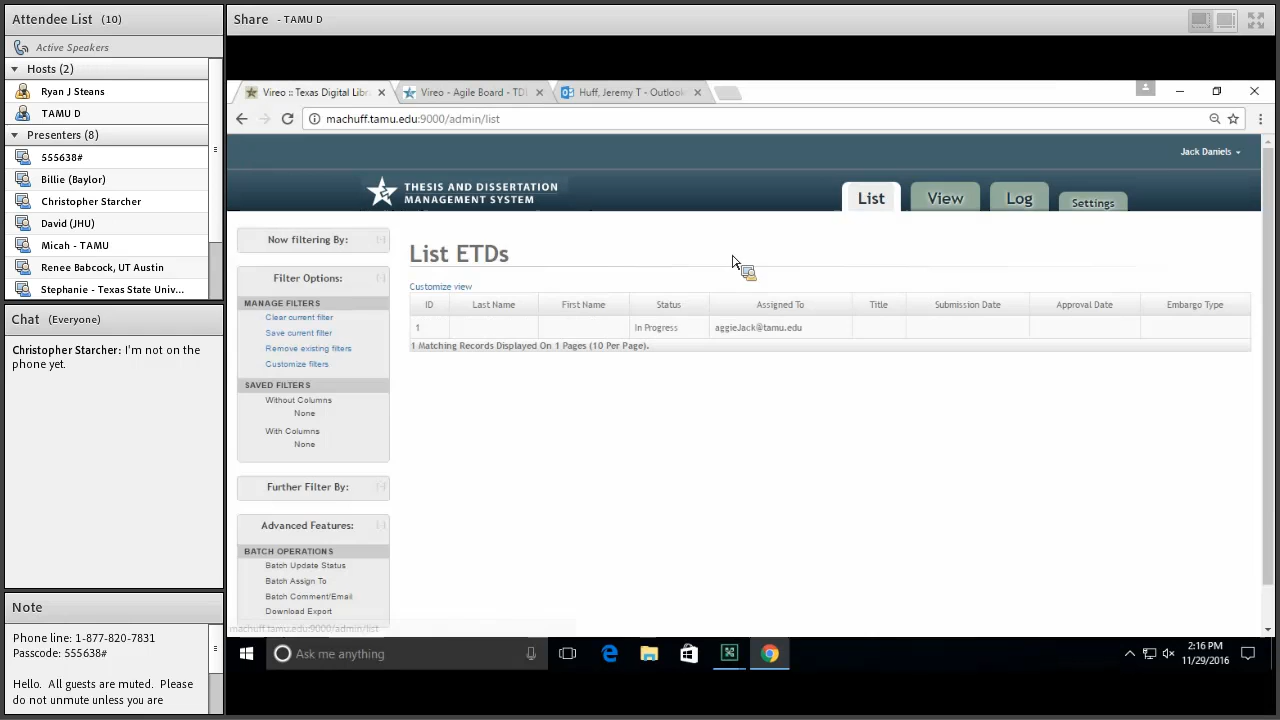 Attendee List (10)
Active Speakers
Hosts (2)
Ryan J Steans
TAMU D
Presenters (8)
555638#
Billie (Baylor)
Christopher Starcher
David (JHU)
Micah - TAMU
Renee Babcock, UT Austin
Stephanie - Texas State Univ...
Chat (Everyone)
Christopher Starcher: I'm not on the
phone yet.
Note
Phone line: 1-877-820-7831
Passcode: 555638#
Hello. All guests are muted. Please
do not unmute unless you are
Share - TAMU D
Vireo :: Texas Digital Libr
Vireo - Agile Board - TDL
Huff, Jeremy T - Outlook
machuff.tamu.edu:9000/admin/list
Jack Daniels
THESIS AND DISSERTATION
MANAGEMENT SYSTEM
List
View
Log
Settings
Now filtering By:
Filter Options:
MANAGE FILTERS
Clear current filter
Save current filter
Remove existing filters
Customize filters
SAVED FILTERS
Without Columns
None
With Columns
None
Further Filter By:
Advanced Features:
BATCH OPERATIONS
Batch Update Status
Batch Assign To
Batch Comment/Email
Download Export
machuff.tamu.edu:9000/admin/list
List ETDs
Customize view
ID Last Name First Name Status Assigned To Title Submission Date Approval Date Embargo Type
1 In Progress aggieJack@tamu.edu
1 Matching Records Displayed On 1 Pages (10 Per Page).
Ask me anything
2:16 PM
11/29/2016